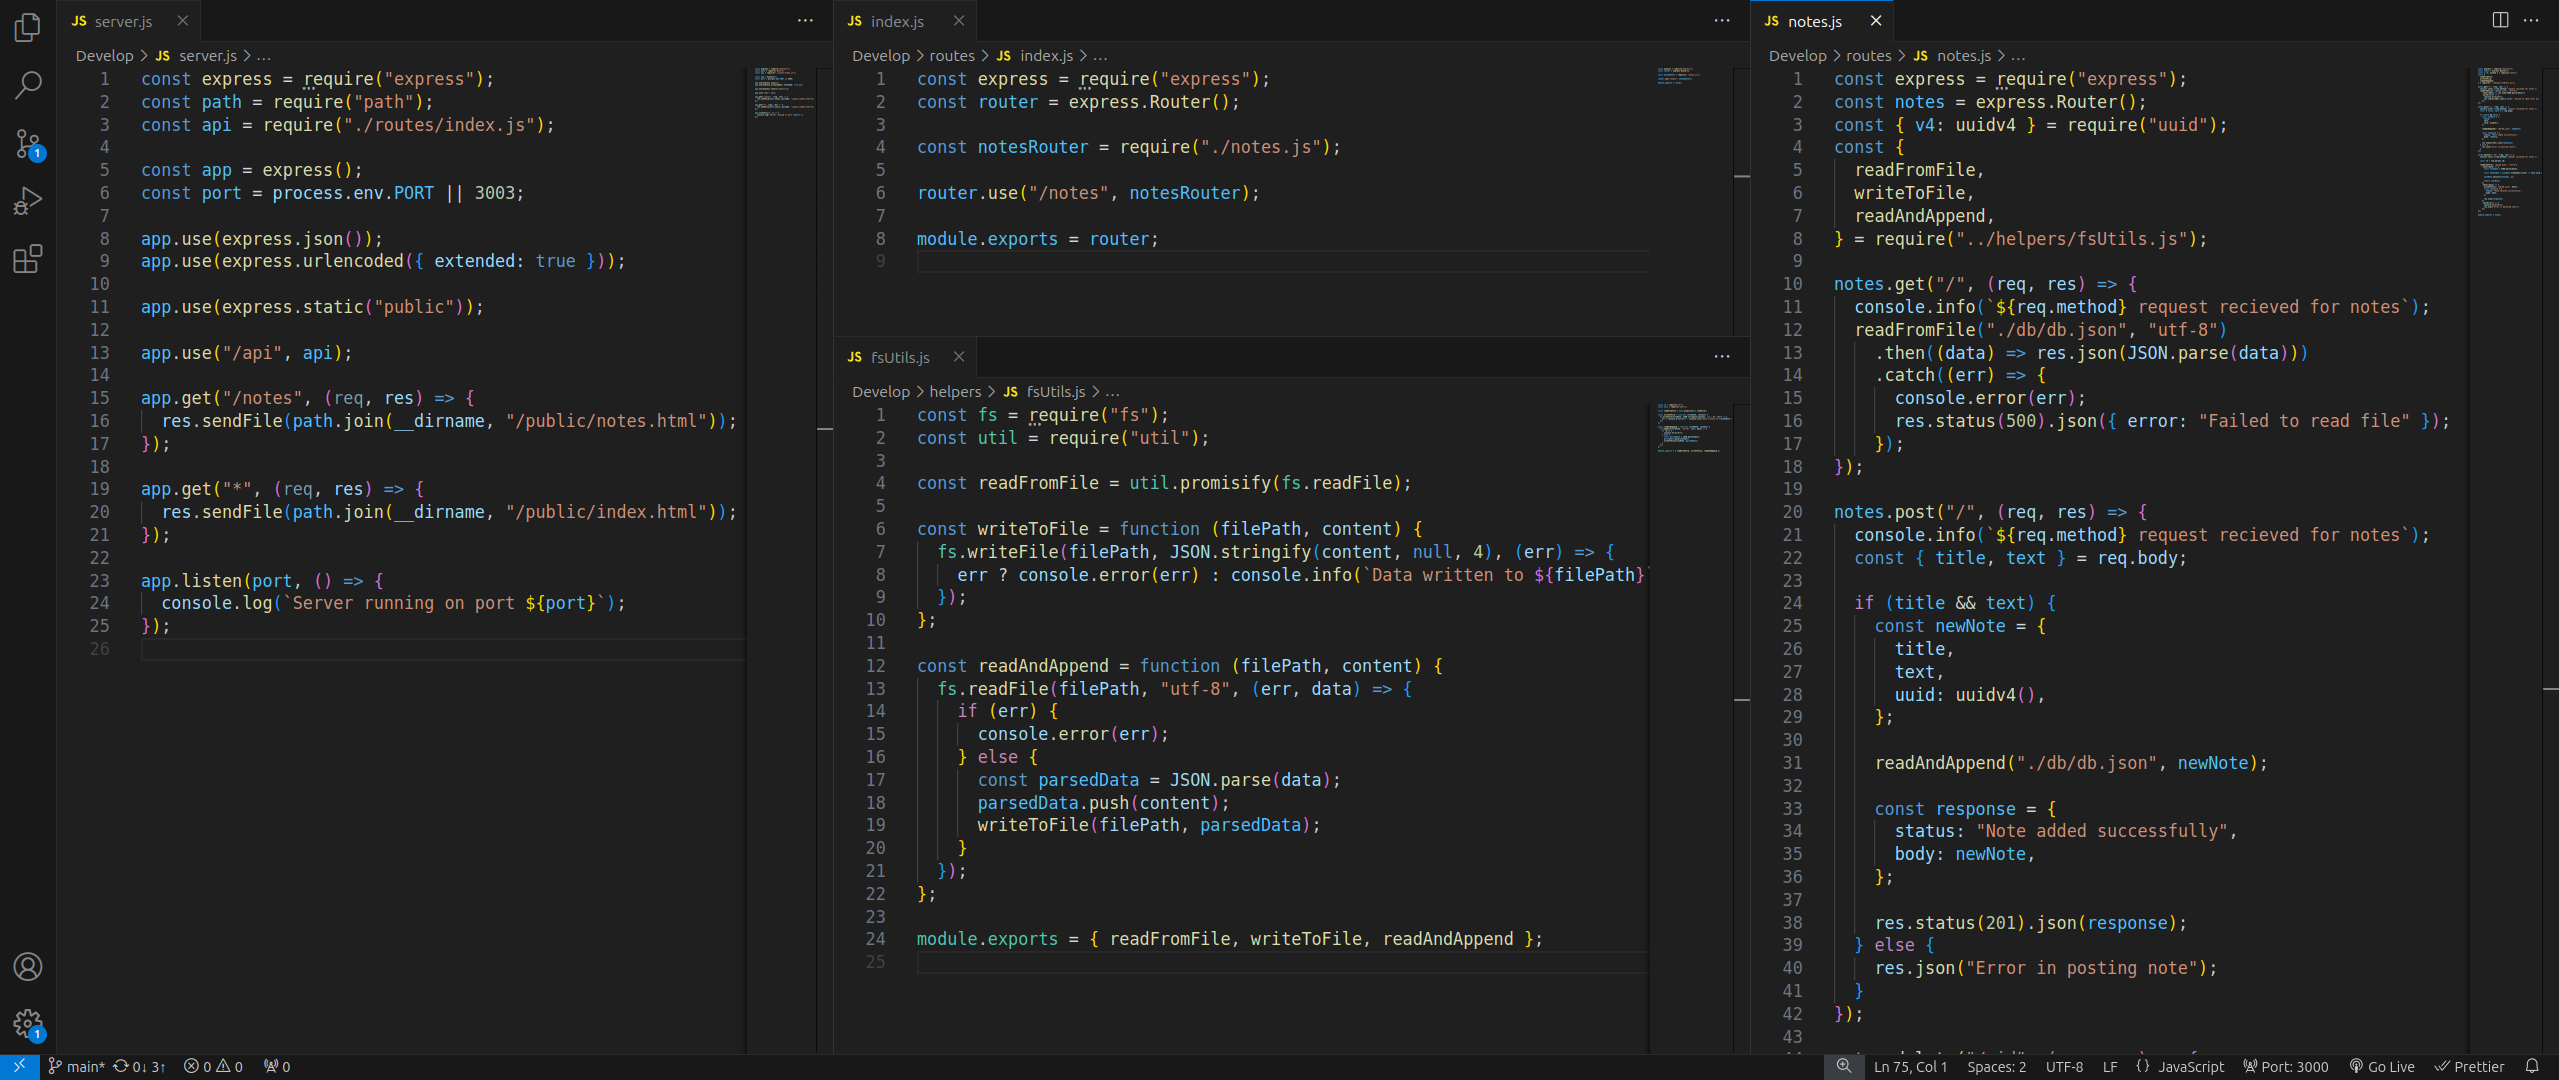 JS server.js
Develop > JS server.js > ...
1 const express = require("express");
2 const path = require("path");
3 const api = require("./routes/index.js");
4
5 const app = express();
6 const port = process.env.PORT || 3003;
7
8 app.use(express.json());
9 app.use(express.urlencoded({ extended: true }));
10
11 app.use(express.static("public"));
12
13 app.use("/api", api);
14
15 app.get("/notes", (req, res) => {
16 res.sendFile(path.join(__dirname, "/public/notes.html"));
17 });
18
19 app.get("*", (req, res) => {
20 res.sendFile(path.join(__dirname, "/public/index.html"));
21 });
22
23 app.listen(port, () => {
24 console.log(`Server running on port ${port}`);
25 });
26
JS index.js
Develop > routes > JS index.js > ...
1 const express = require("express");
2 const router = express.Router();
3
4 const notesRouter = require("./notes.js");
5
6 router.use("/notes", notesRouter);
7
8 module.exports = router;
9
JS fsUtils.js
Develop > helpers > JS fsUtils.js > ...
1 const fs = require("fs");
2 const util = require("util");
3
4 const readFromFile = util.promisify(fs.readFile);
5
6 const writeToFile = function (filePath, content) {
7 fs.writeFile(filePath, JSON.stringify(content, null, 4), (err) => {
8 err ? console.error(err) : console.info(`Data written to ${filePath}`
9 });
10 };
11
12 const readAndAppend = function (filePath, content) {
13 fs.readFile(filePath, "utf-8", (err, data) => {
14 if (err) {
15 console.error(err);
16 } else {
17 const parsedData = JSON.parse(data);
18 parsedData.push(content);
19 writeToFile(filePath, parsedData);
20 }
21 });
22 };
23
24 module.exports = { readFromFile, writeToFile, readAndAppend };
25
JS notes.js
Develop > routes > JS notes.js > ...
1 const express = require("express");
2 const notes = express.Router();
3 const { v4: uuidv4 } = require("uuid");
4 const {
5 readFromFile,
6 writeToFile,
7 readAndAppend,
8 } = require("../helpers/fsUtils.js");
9
10 notes.get("/", (req, res) => {
11 console.info(`${req.method} request recieved for notes`);
12 readFromFile("./db/db.json", "utf-8")
13 .then((data) => res.json(JSON.parse(data)))
14 .catch((err) => {
15 console.error(err);
16 res.status(500).json({ error: "Failed to read file" });
17 });
18 });
19
20 notes.post("/", (req, res) => {
21 console.info(`${req.method} request recieved for notes`);
22 const { title, text } = req.body;
23
24 if (title && text) {
25 const newNote = {
26 title,
27 text,
28 uuid: uuidv4(),
29 };
30
31 readAndAppend("./db/db.json", newNote);
32
33 const response = {
34 status: "Note added successfully",
35 body: newNote,
36 };
37
38 res.status(201).json(response);
39 } else {
40 res.json("Error in posting note");
41 }
42 });
43
1
1
main* 0↓ 3↑ 0 0 0
Ln 75, Col 1 Spaces: 2 UTF-8 LF {} JavaScript Port: 3000 Go Live Prettier